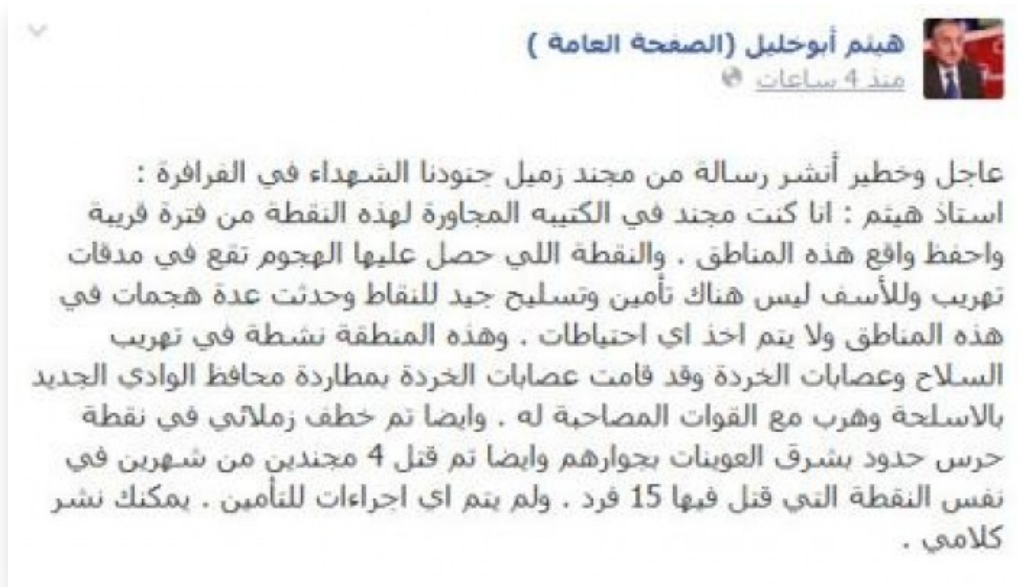 هيثم أبوخليل (الصفحة العامة )
منذ 4 ساعات
عاجل وخطير أنشر رسالة من مجند زميل جنودنا الشهداء في الفرافرة :
استاذ هيثم : انا كنت مجند في الكتيبه المجاورة لهذه النقطة من فترة قريبة
واحفظ واقع هذه المناطق . والنقطة اللي حصل عليها الهجوم تقع في مدقات
تهريب وللأسف ليس هناك تأمين وتسليح جيد للنقاط وحدثت عدة هجمات في
هذه المناطق ولا يتم اخذ اي احتياطات . وهذه المنطقة نشطة في تهريب
السلاح وعصابات الخردة وقد قامت عصابات الخردة بمطاردة محافظ الوادي الجديد
بالاسلحة وهرب مع القوات المصاحبة له . وايضا تم خطف زملائي في نقطة
حرس حدود بشرق العوينات بجوارهم وايضا تم قتل 4 مجندين من شهرين في
نفس النقطة التي قتل فيها 15 فرد . ولم يتم اي اجراءات للتأمين . يمكنك نشر
كلامي .